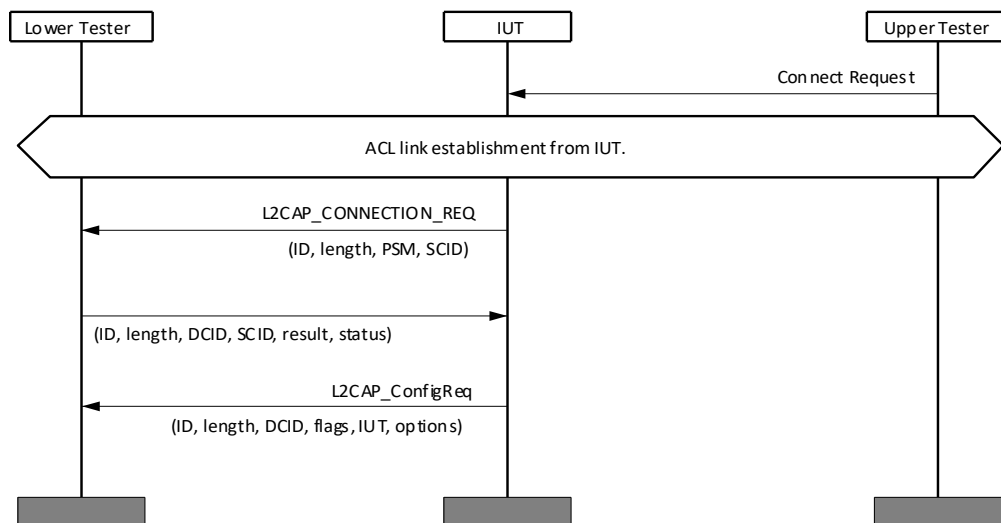 Lower Tester
IUT
Upper Tester
Connect Request
ACL link establishment from IUT.
L2CAP_CONNECTION_REQ
(ID, length, PSM, SCID)
(ID, length, DCID, SCID, result, status)
L2CAP_ConfigReq
(ID, length, DCID, flags, IUT, options)